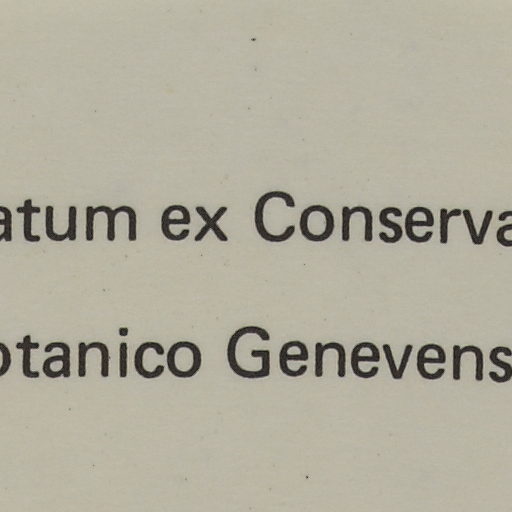 atum ex Conserva
otanico Genevens